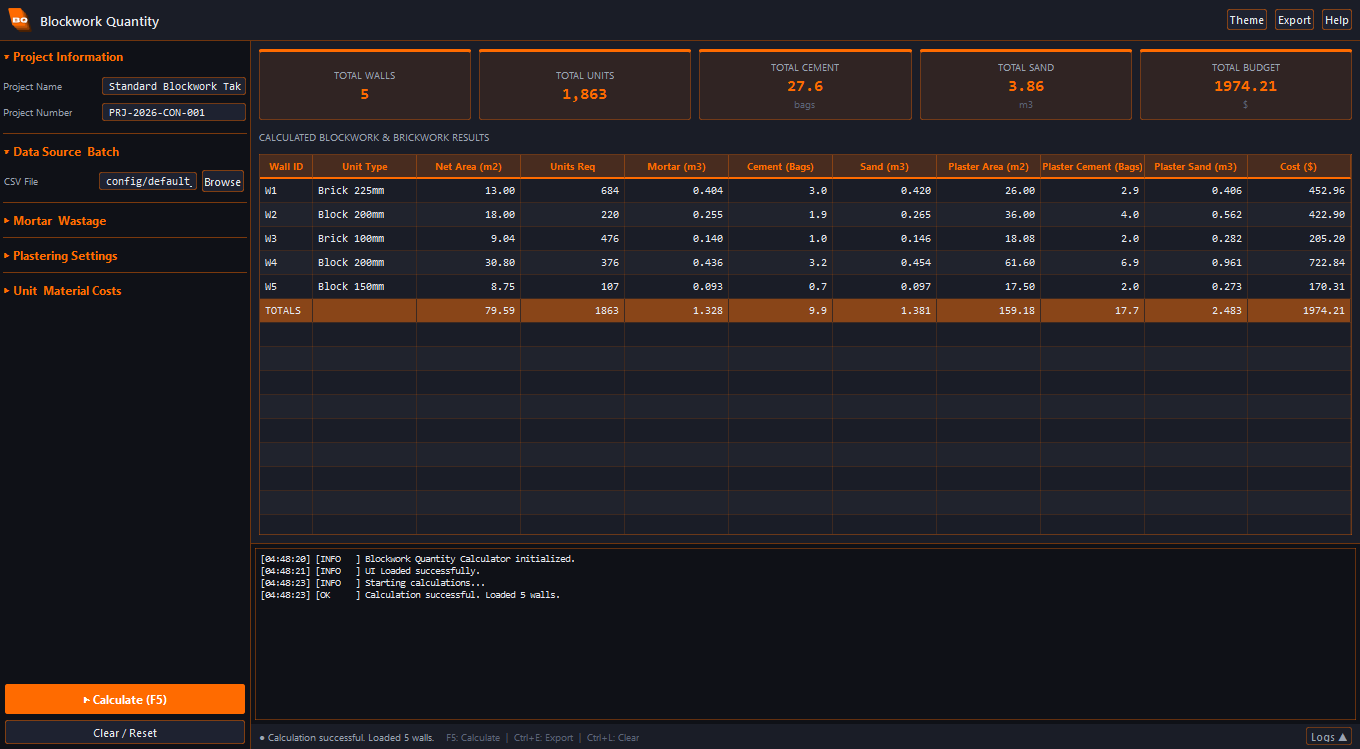 Blockwork Quantity
Theme Export Help
▾ Project Information
Project Name Standard Blockwork Tak
Project Number PRJ-2026-CON-001
▾ Data Source Batch
CSV File config/default_ Browse
▸ Mortar Wastage
▸ Plastering Settings
▸ Unit Material Costs
▸ Calculate (F5)
Clear / Reset
TOTAL WALLS
5
TOTAL UNITS
1,863
TOTAL CEMENT
27.6
bags
TOTAL SAND
3.86
m3
TOTAL BUDGET
1974.21
$
CALCULATED BLOCKWORK & BRICKWORK RESULTS
Wall ID Unit Type Net Area (m2) Units Req Mortar (m3) Cement (Bags) Sand (m3) Plaster Area (m2) Plaster Cement (Bags) Plaster Sand (m3) Cost ($)
W1 Brick 225mm 13.00 684 0.404 3.0 0.420 26.00 2.9 0.406 452.96
W2 Block 200mm 18.00 220 0.255 1.9 0.265 36.00 4.0 0.562 422.90
W3 Brick 100mm 9.04 476 0.140 1.0 0.146 18.08 2.0 0.282 205.20
W4 Block 200mm 30.80 376 0.436 3.2 0.454 61.60 6.9 0.961 722.84
W5 Block 150mm 8.75 107 0.093 0.7 0.097 17.50 2.0 0.273 170.31
TOTALS 79.59 1863 1.328 9.9 1.381 159.18 17.7 2.483 1974.21
[04:48:20] [INFO ] Blockwork Quantity Calculator initialized.
[04:48:21] [INFO ] UI Loaded successfully.
[04:48:23] [INFO ] Starting calculations...
[04:48:23] [OK ] Calculation successful. Loaded 5 walls.
● Calculation successful. Loaded 5 walls. F5: Calculate | Ctrl+E: Export | Ctrl+L: Clear
Logs ▲